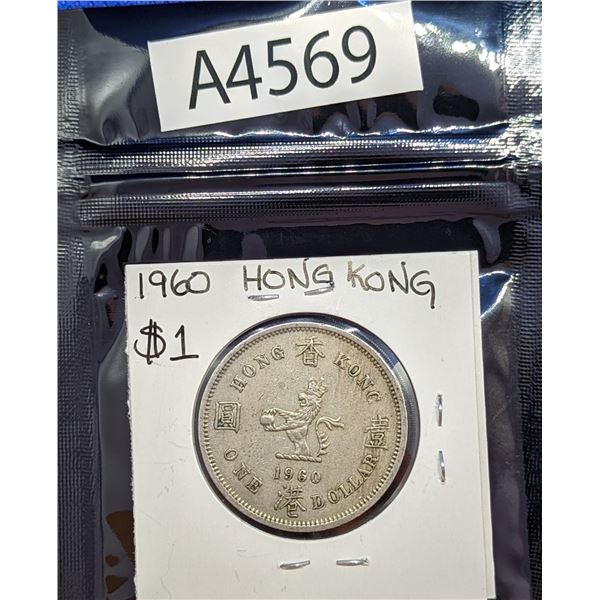 A4569
1960 HONG KONG
$1
HONG KONG
香
圓
壹
1960
港
ONE DOLLAR